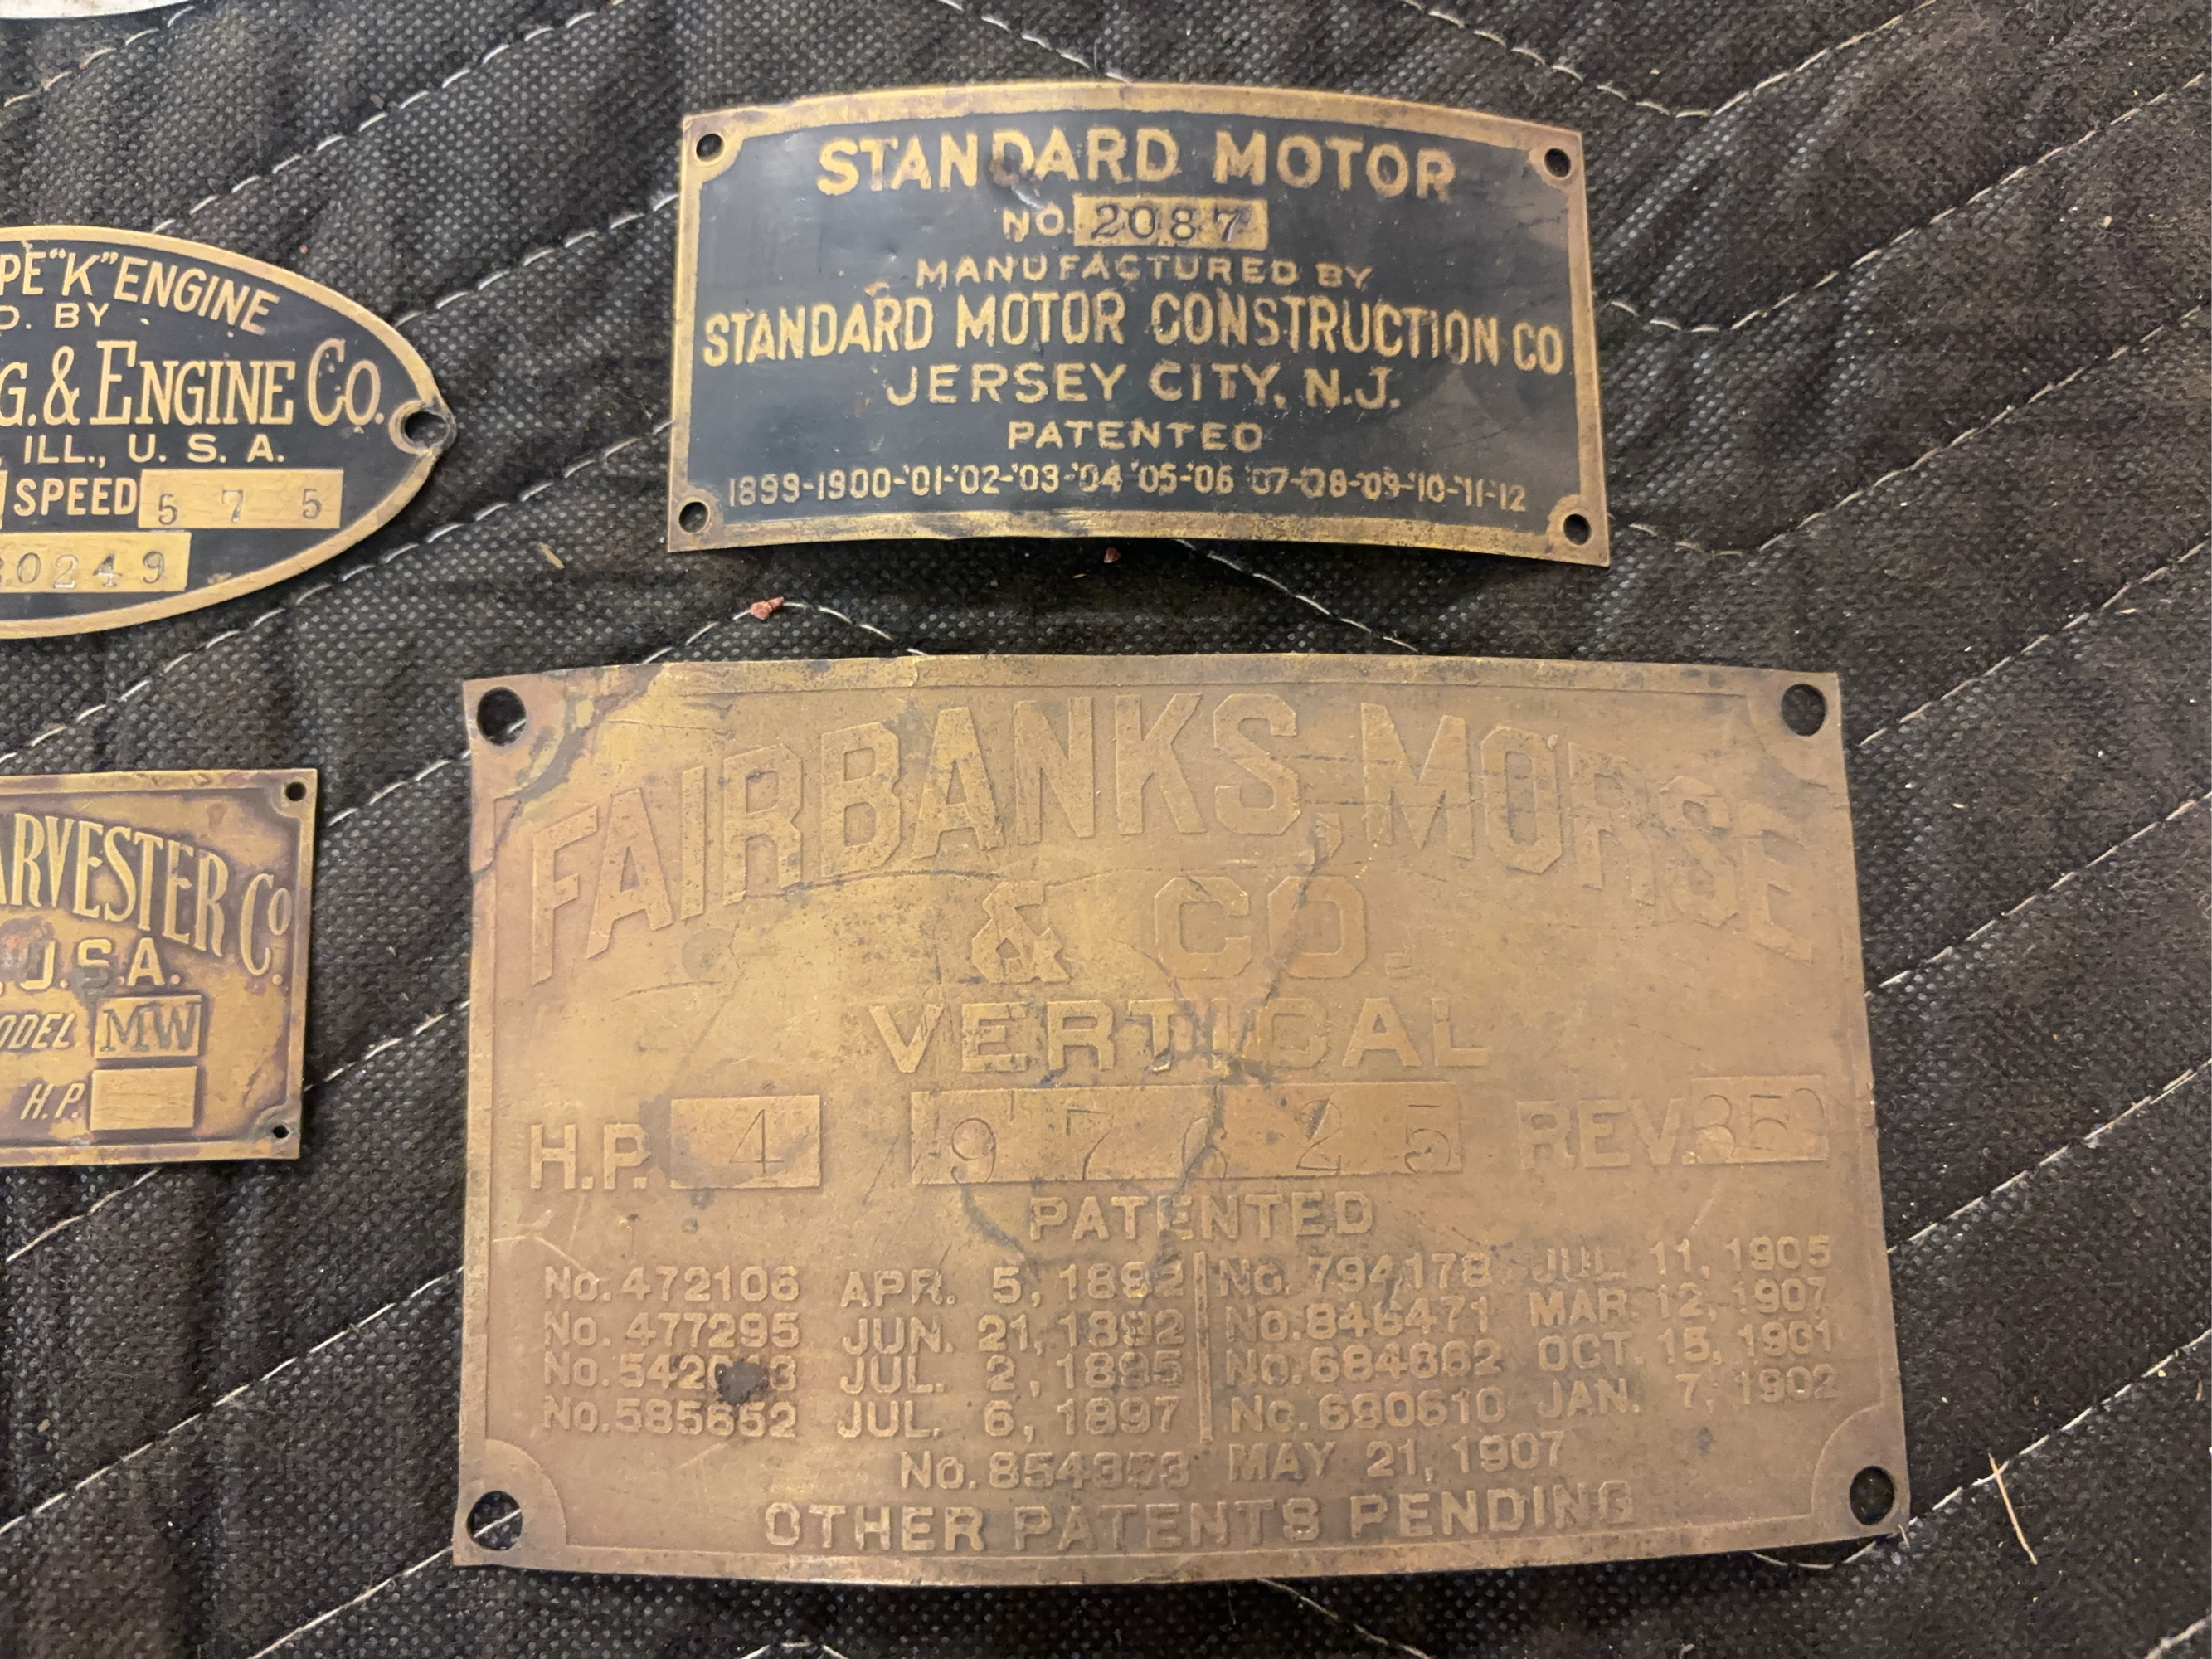 STANDARD MOTOR
NO. 2087
MANUFACTURED BY
STANDARD MOTOR CONSTRUCTION CO
JERSEY CITY, N.J.
PATENTED
1899-1900-'01-'02-'03-'04 '05-'06 '07-'08-'09-'10-'11-12
PE "K" ENGINE
D. BY
G. & ENGINE CO.
ILL., U. S. A.
SPEED 5 7 5
0249
ARVESTER CO.
U.S.A.
ODEL MW
H.P.
FAIRBANKS, MORSE
& CO.
VERTICAL
H.P. 4 REV.
PATENTED
No. 472106 APR. 5, 1892 No. 794178 JUL. 11, 1905
No. 477295 JUN. 21, 1892 No. 846471 MAR. 12, 1907
JUL. 2, 1895 No. 684662 OCT. 15, 1901
No. 585652 JUL. 6, 1897 No. 690610 JAN. 7, 1902
No. 854353 MAY 21, 1907
OTHER PATENTS PENDING